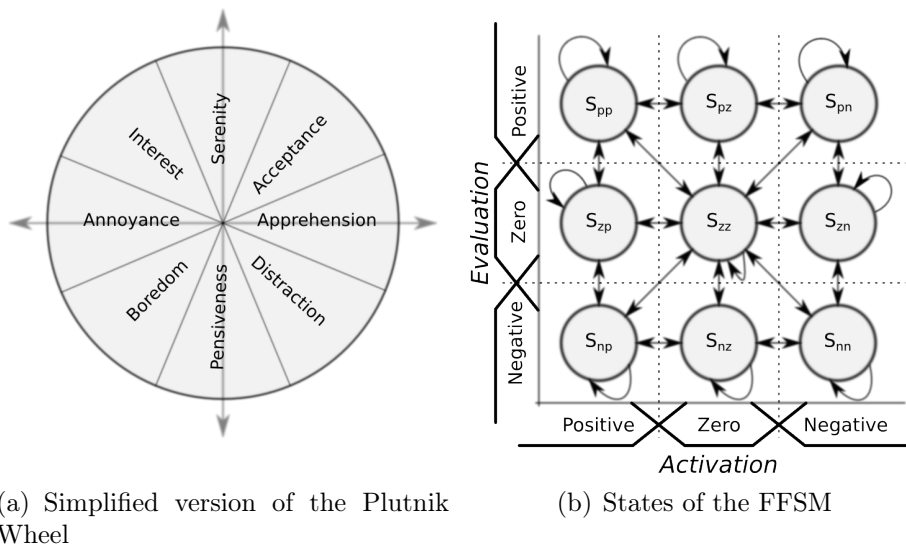 Serenity
Interest
Acceptance
Annoyance
Apprehension
Boredom
Distraction
Pensiveness
(a) Simplified version of the Plutnik
Wheel
Evaluation
Positive
Zero
Negative
Spp
Spz
Spn
Szp
Szz
Szn
Snp
Snz
Snn
Positive
Zero
Negative
Activation
(b) States of the FFSM